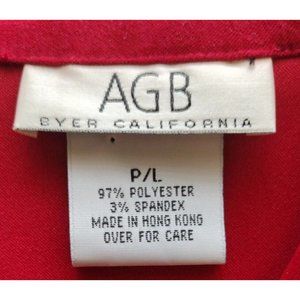 AGB
BYER CALIFORNIA
P/L
97% POLYESTER
3% SPANDEX
MADE IN HONG KONG
OVER FOR CARE